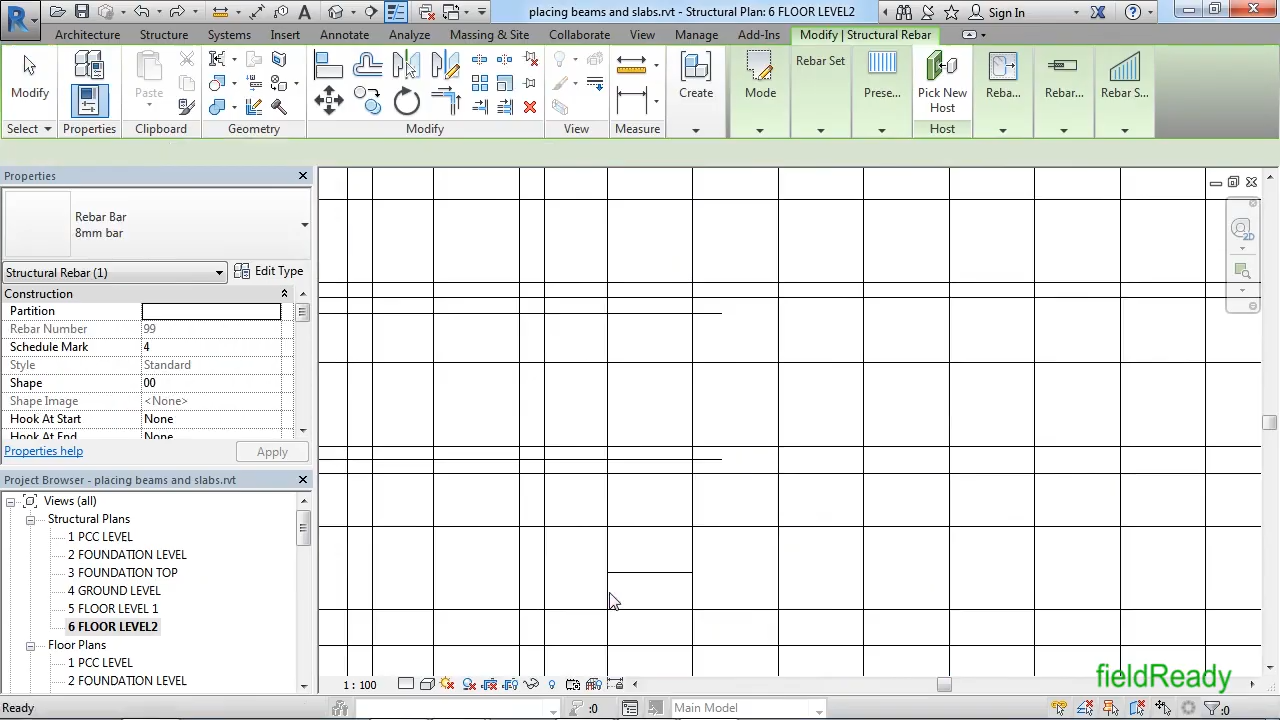 placing beams and slabs.rvt - Structural Plan: 6 FLOOR LEVEL2
Sign In
Architecture Structure Systems Insert Annotate Analyze Massing & Site Collaborate View Manage Add-Ins Modify | Structural Rebar
Modify
Paste
Create
Mode
Rebar Set
Prese...
Pick New
Host
Reba...
Rebar...
Rebar S...
Select Properties Clipboard Geometry Modify View Measure Host
Properties
Rebar Bar
8mm bar
Structural Rebar (1)
Edit Type
Construction
Partition
Rebar Number 99
Schedule Mark 4
Style Standard
Shape 00
Shape Image <None>
Hook At Start None
Hook At End None
Properties help
Apply
Project Browser - placing beams and slabs.rvt
Views (all)
Structural Plans
1 PCC LEVEL
2 FOUNDATION LEVEL
3 FOUNDATION TOP
4 GROUND LEVEL
5 FLOOR LEVEL 1
6 FLOOR LEVEL2
Floor Plans
1 PCC LEVEL
2 FOUNDATION LEVEL
2D
1 : 100
fieldReady
Ready
:0
Main Model
:0